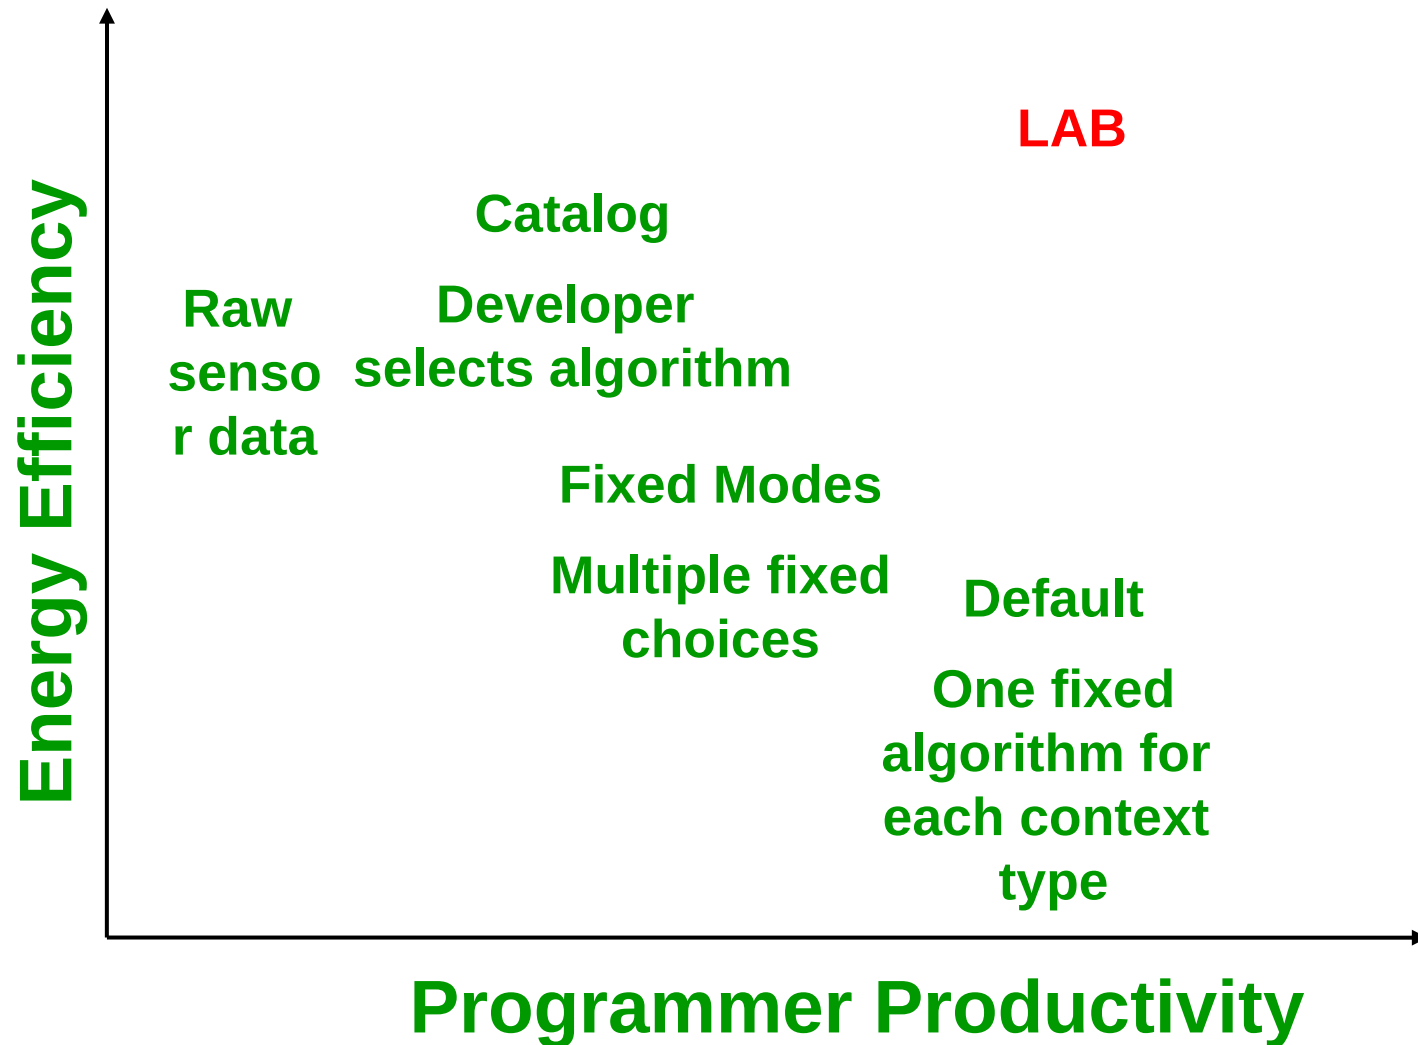 Energy Efficiency
LAB
Catalog
Developer
selects algorithm
Raw
senso
r data
Fixed Modes
Multiple fixed
choices
Default
One fixed
algorithm for
each context
type
Programmer Productivity